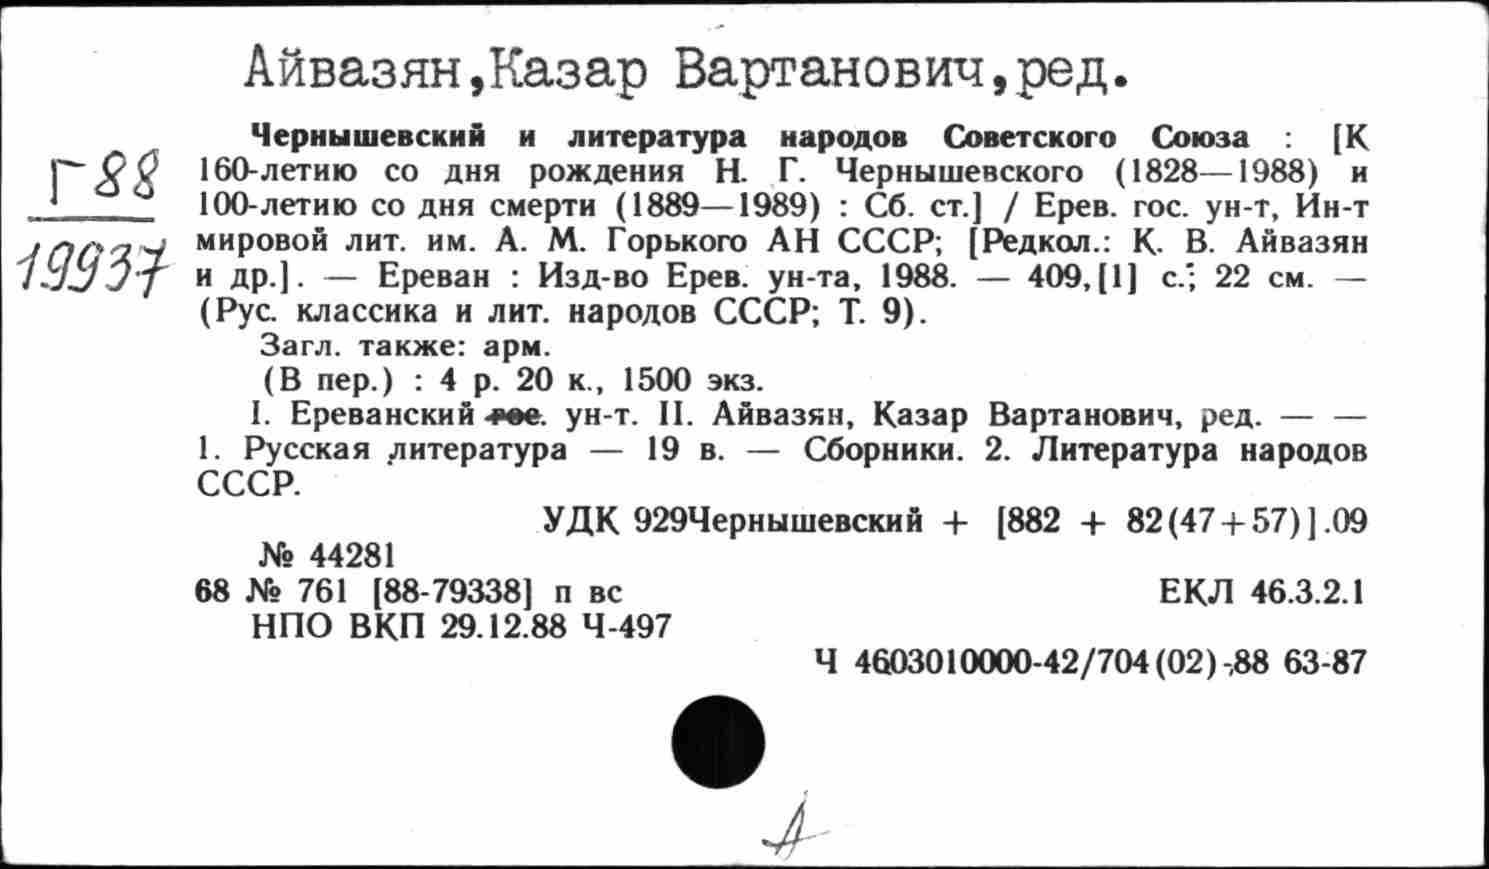 Айвазян,Казар Вартанович,ред.
Чернышевский и литература народов Советского Союза : [К
Г88
160-летию со дня рождения Н. Г. Чернышевского (1828—1988) и
100-летию со дня смерти (1889—1989) : Сб. ст.] / Ерев. гос. ун-т, Ин-т
19937
мировой лит. им. А. М. Горького АН СССР; [Редкол.: К. В. Айвазян
и др.]. — Ереван : Изд-во Ерев. ун-та, 1988. — 409,[1] с.; 22 см. —
(Рус. классика и лит. народов СССР; Т. 9).
Загл. также: арм.
(В пер.) : 4 р. 20 к., 1500 экз.
I. Ереванский гос. ун-т. II. Айвазян, Казар Вартанович, ред. — —
1. Русская литература — 19 в. — Сборники. 2. Литература народов
СССР.
УДК 929Чернышевский + [882 + 82(47+57)].09
№ 44281
68 № 761 [88-79338] п вс ЕКЛ 46.3.2.1
НПО ВКП 29.12.88 Ч-497
Ч 4603010000-42/704(02)-88 63-87
А